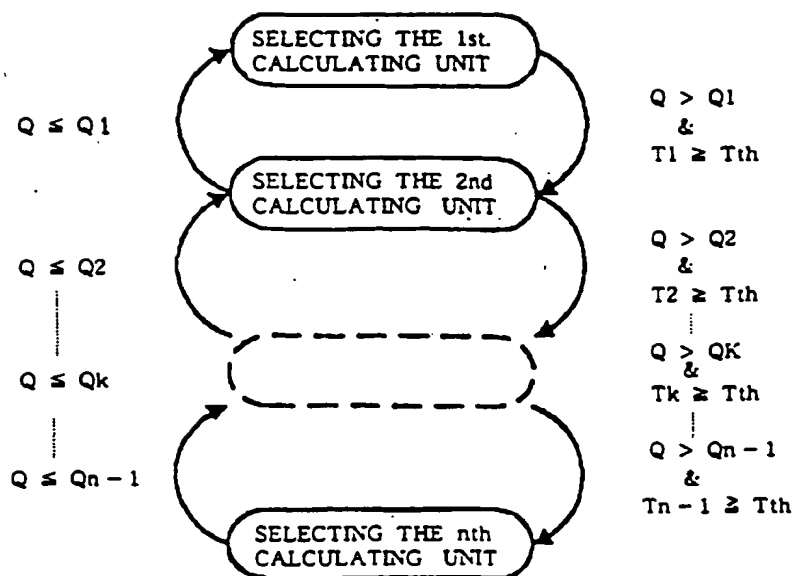 SELECTING THE 1st.
CALCULATING UNIT
Q ≦ Q1
Q > Q1
&
T1 ≧ Tth
SELECTING THE 2nd
CALCULATING UNIT
Q ≦ Q2
Q > Q2
&
T2 ≧ Tth
Q ≦ Qk
Q > QK
&
Tk ≧ Tth
Q ≦ Qn-1
Q > Qn-1
&
Tn-1 ≧ Tth
SELECTING THE nth
CALCULATING UNIT